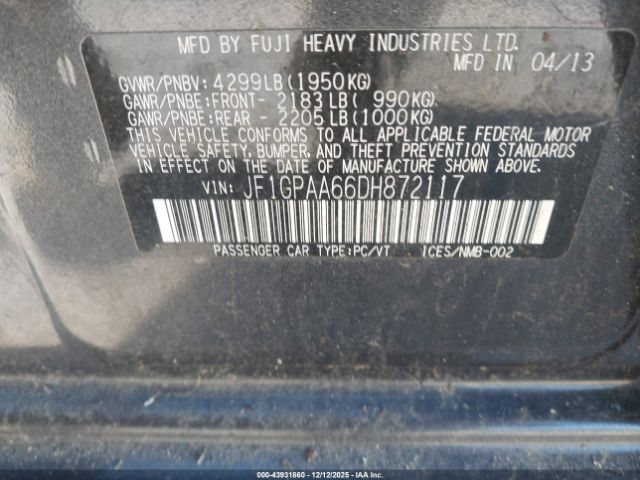 MFD BY FUJI HEAVY INDUSTRIES LTD.
MFD IN 04/13
GVWR/PNBV: 4299LB(1950KG)
GAWR/PNBE:FRONT- 2183LB( 990KG)
GAWR/PNBE:REAR - 2205LB(1000KG)
THIS VEHICLE CONFORMS TO ALL APPLICABLE FEDERAL MOTOR
VEHICLE SAFETY, BUMPER, AND THEFT PREVENTION STANDARDS
IN EFFECT ON THE DATE OF MANUFACTURE SHOWN ABOVE.
VIN: JF1GPAA66DH872117
PASSENGER CAR TYPE:PC/VT ICES/NMB-002
000-43931860 - 12/12/2025 - IAA Inc.